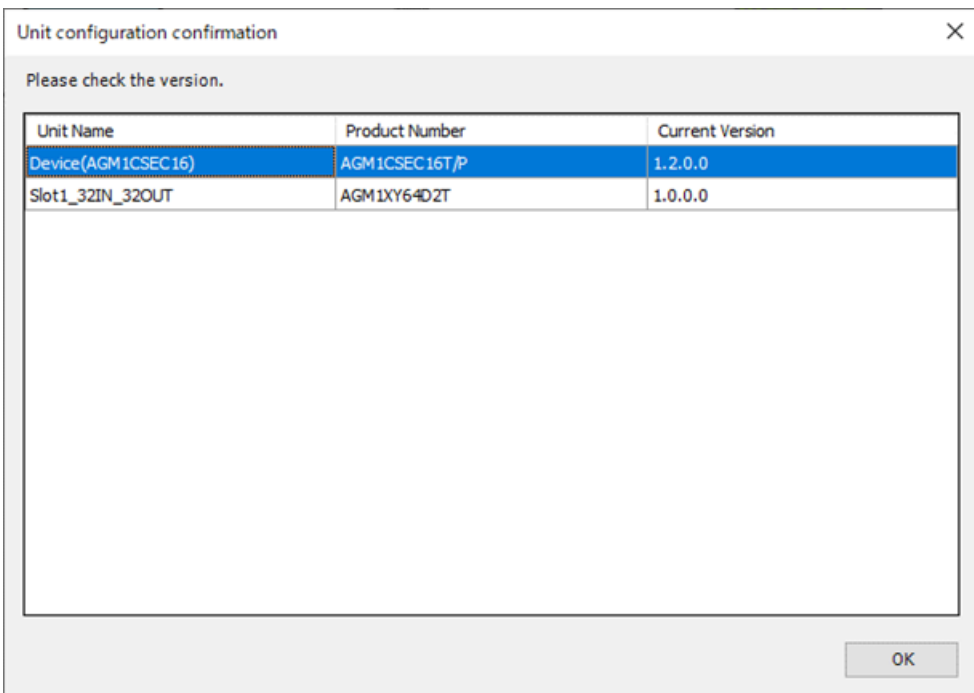 Unit configuration confirmation
Please check the version.
Unit Name Product Number Current Version
Device(AGM1CSEC16) AGM1CSEC16T/P 1.2.0.0
Slot1_32IN_32OUT AGM1XY64D2T 1.0.0.0
OK